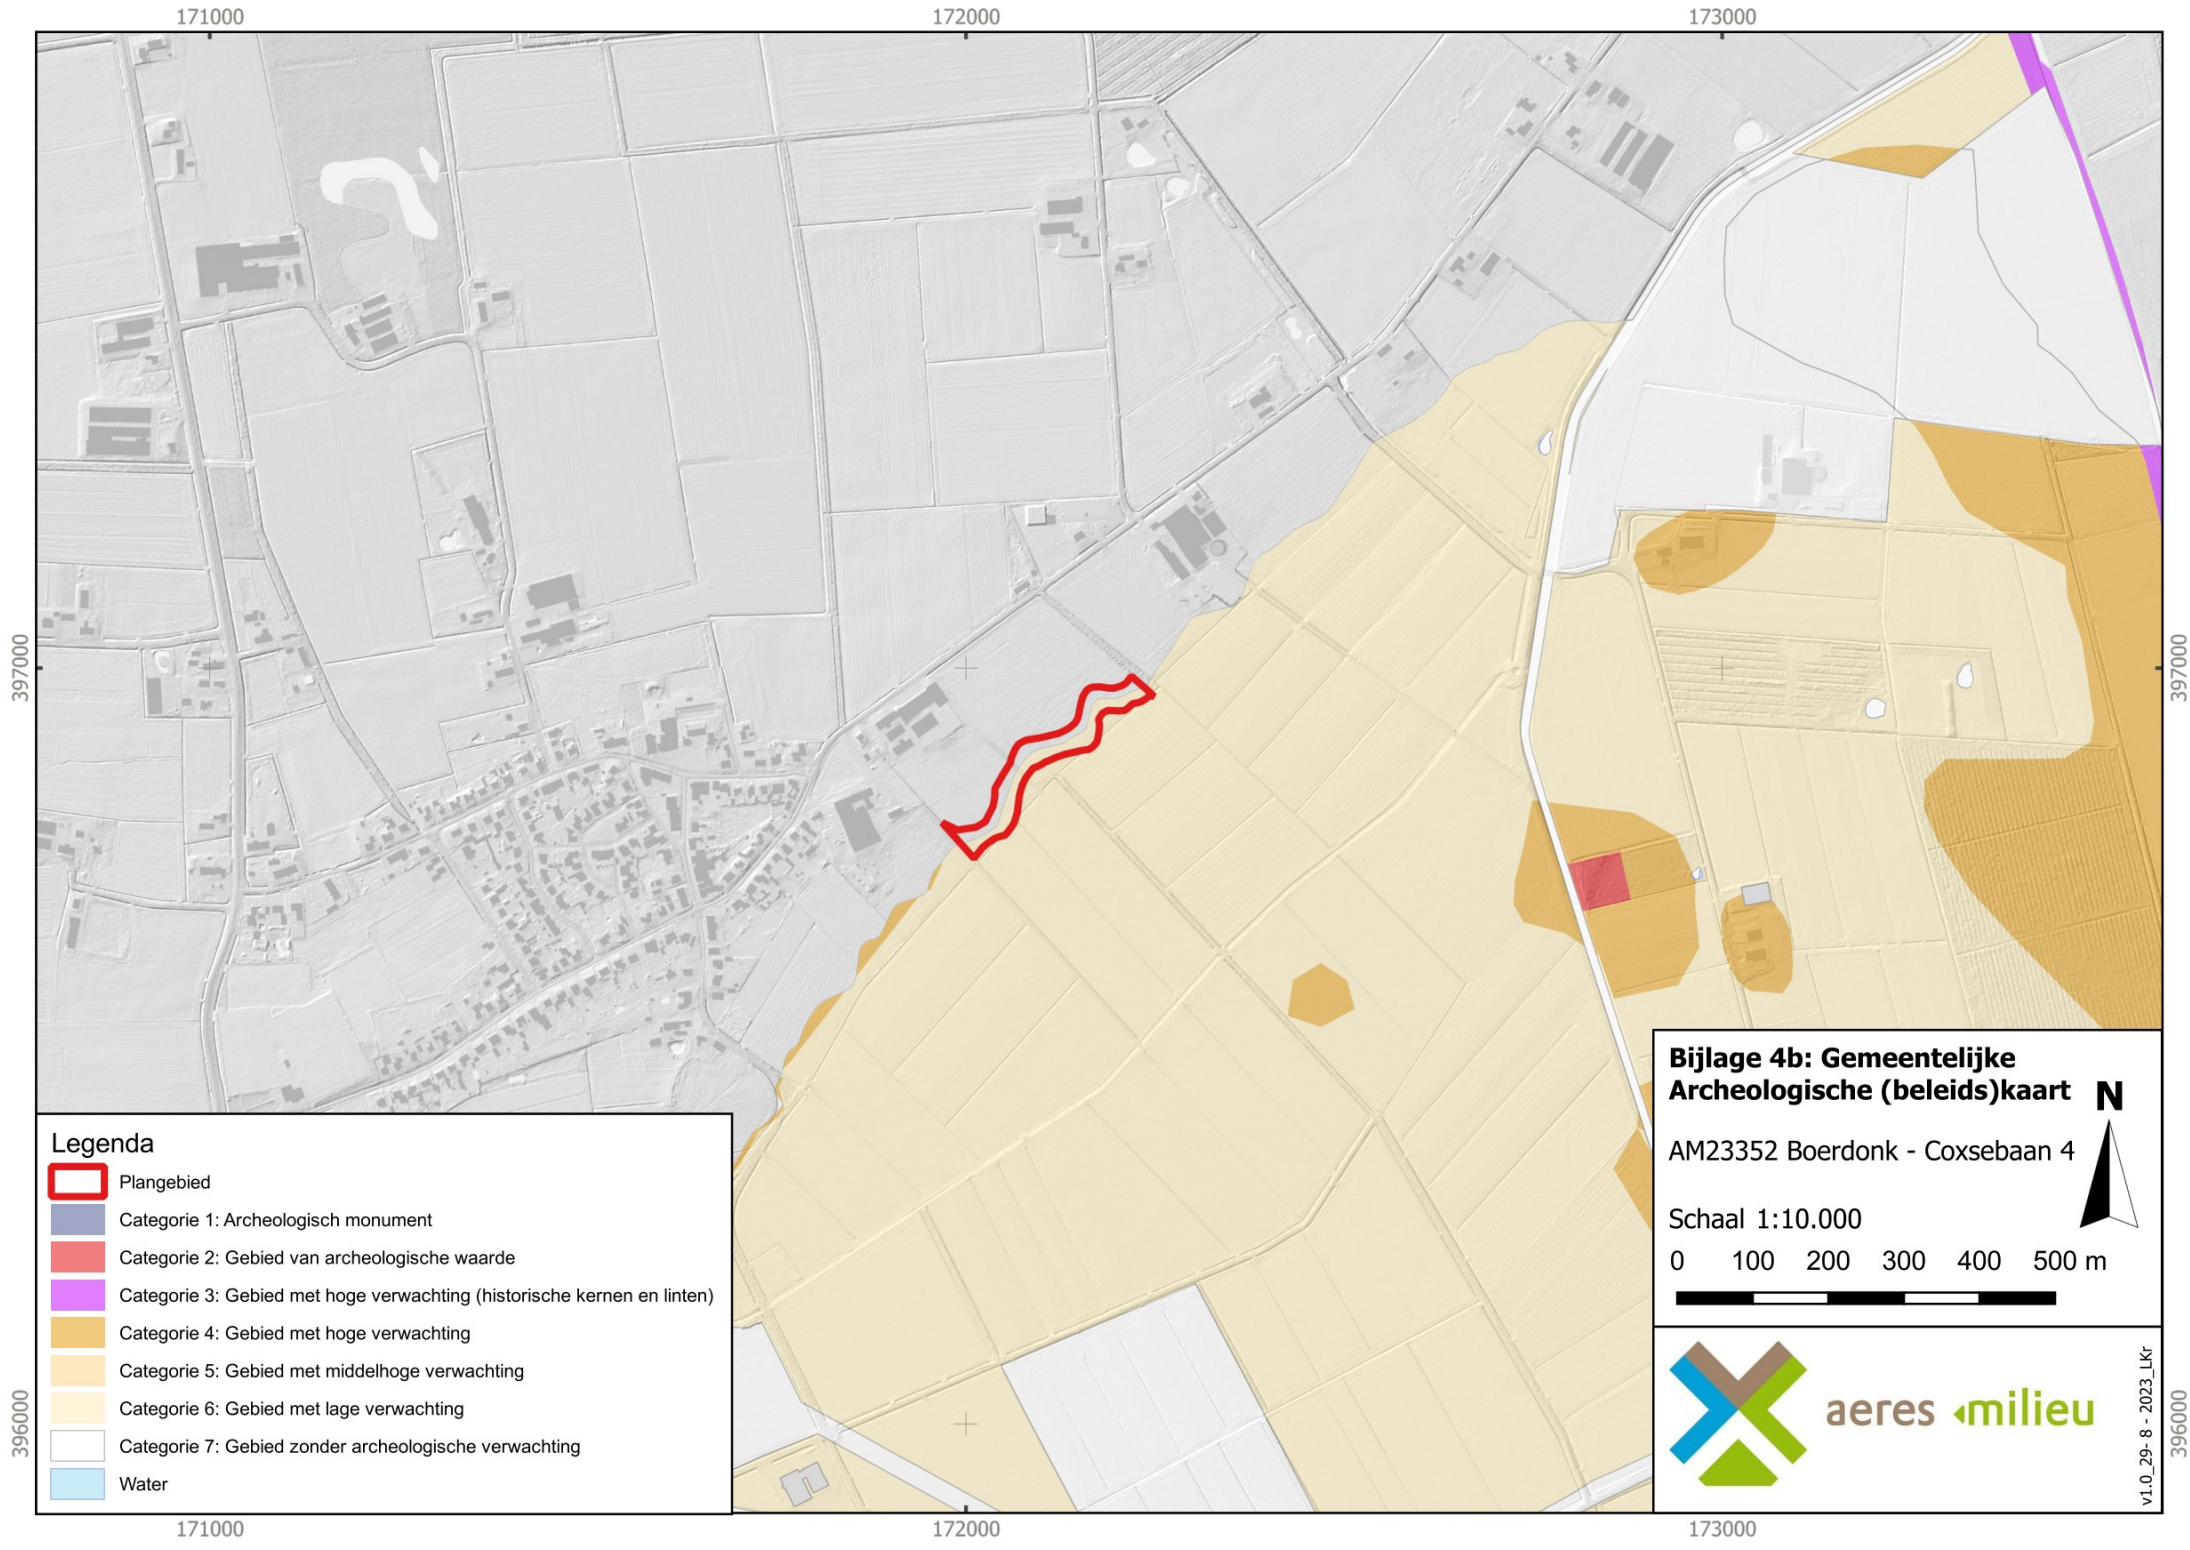 171000
172000
173000
397000
397000
396000
396000
Legenda
Plangebied
Categorie 1: Archeologisch monument
Categorie 2: Gebied van archeologische waarde
Categorie 3: Gebied met hoge verwachting (historische kernen en linten)
Categorie 4: Gebied met hoge verwachting
Categorie 5: Gebied met middelhoge verwachting
Categorie 6: Gebied met lage verwachting
Categorie 7: Gebied zonder archeologische verwachting
Water
Bijlage 4b: Gemeentelijke
Archeologische (beleids)kaart
N
AM23352 Boerdonk - Coxsebaan 4
Schaal 1:10.000
0 100 200 300 400 500 m
aeres milieu
v1.0_29- 8 - 2023_LKr
171000
172000
173000